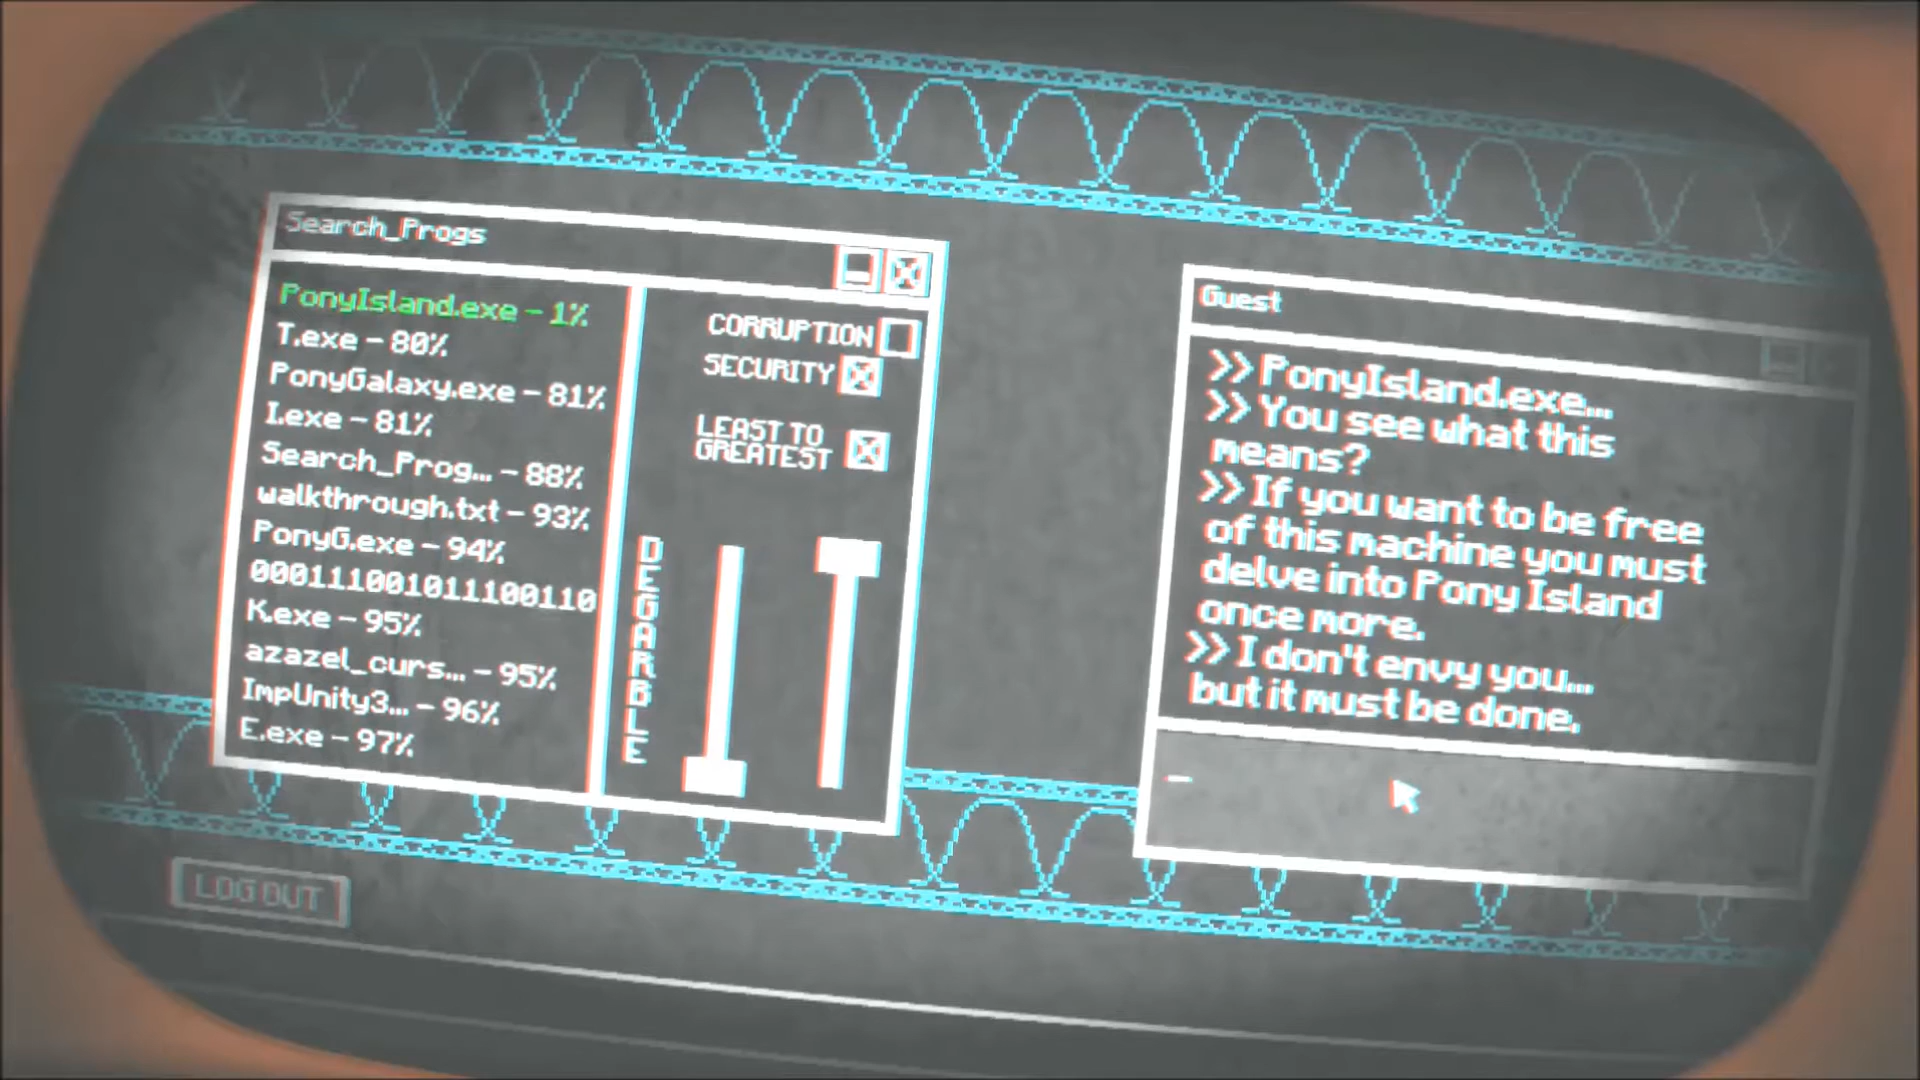 Search_Progs
PonyIsland.exe - 1%
T.exe - 80%
PonyGalaxy.exe - 81%
I.exe - 81%
Search_Prog... - 88%
walkthrough.txt - 93%
PonyG.exe - 94%
0001110010111001100
K.exe - 95%
azazel_curs... - 95%
ImpUnity3... - 96%
E.exe - 97%
CORRUPTION
SECURITY
LEAST TO
GREATEST
DEGARBLE
Guest
>> PonyIsland.exe...
>> You see what this
means?
>> If you want to be free
of this machine you must
delve into Pony Island
once more.
>> I don't envy you...
but it must be done.
LOG OUT